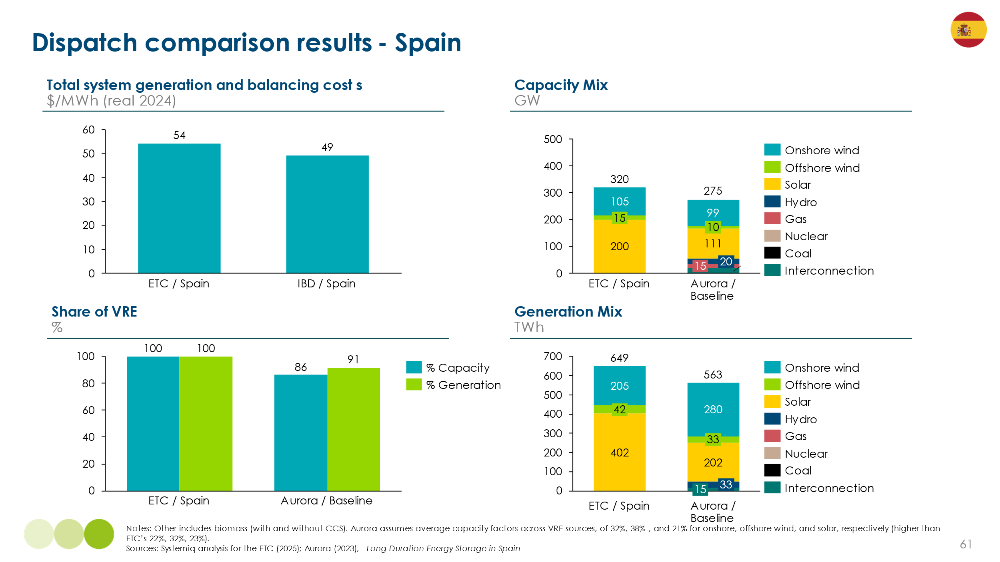 Dispatch comparison results - Spain
Total system generation and balancing cost s
$/MWh (real 2024)
60
50
40
30
20
10
0
54
49
ETC / Spain
IBD / Spain
Capacity Mix
GW
500
400
300
200
100
0
320
105
15
200
275
99
10
111
20
15
ETC / Spain
Aurora /
Baseline
Onshore wind
Offshore wind
Solar
Hydro
Gas
Nuclear
Coal
Interconnection
Share of VRE
%
100
80
60
40
20
0
100
100
86
91
ETC / Spain
Aurora / Baseline
% Capacity
% Generation
Generation Mix
TWh
700
600
500
400
300
200
100
0
649
205
42
402
563
280
33
202
33
15
ETC / Spain
Aurora /
Baseline
Onshore wind
Offshore wind
Solar
Hydro
Gas
Nuclear
Coal
Interconnection
Notes: Other includes biomass (with and without CCS). Aurora assumes average capacity factors across VRE sources, of 32%, 38% , and 21% for onshore, offshore wind, and solar, respectively (higher than
ETC’s 22%, 32%, 23%).
Sources: Systemiq analysis for the ETC (2025); Aurora (2023), Long Duration Energy Storage in Spain
61